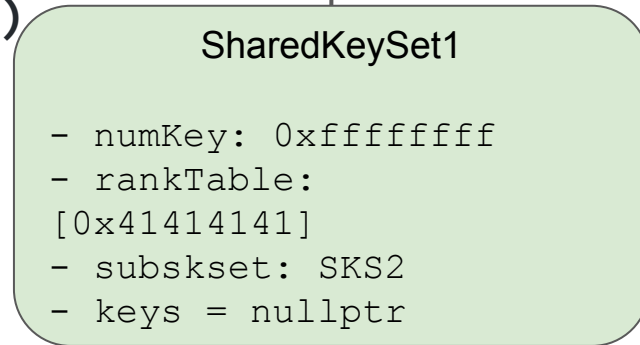 )
SharedKeySet1
- numKey: 0xffffffff
- rankTable:
[0x41414141]
- subskset: SKS2
- keys = nullptr